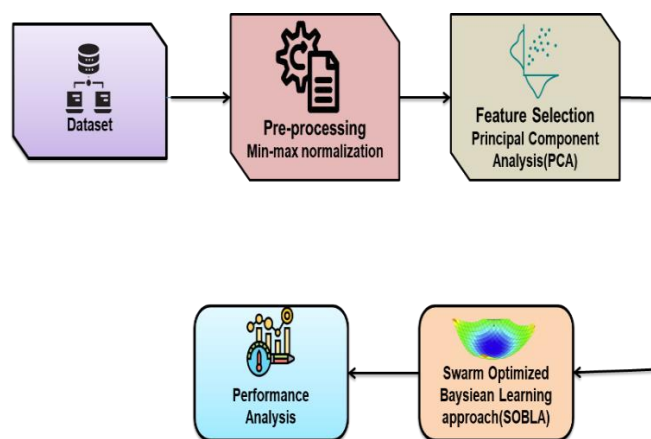 Dataset
Pre-processing
Min-max normalization
Feature Selection
Principal Component
Analysis(PCA)
Swarm Optimized
Baysiean Learning
approach(SOBLA)
Performance
Analysis